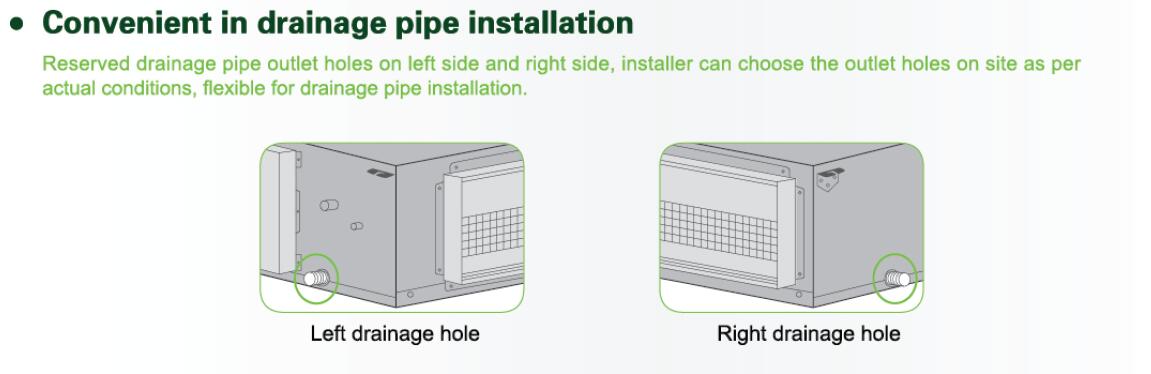 • Convenient in drainage pipe installation
Reserved drainage pipe outlet holes on left side and right side, installer can choose the outlet holes on site as per
actual conditions, flexible for drainage pipe installation.
Left drainage hole
Right drainage hole